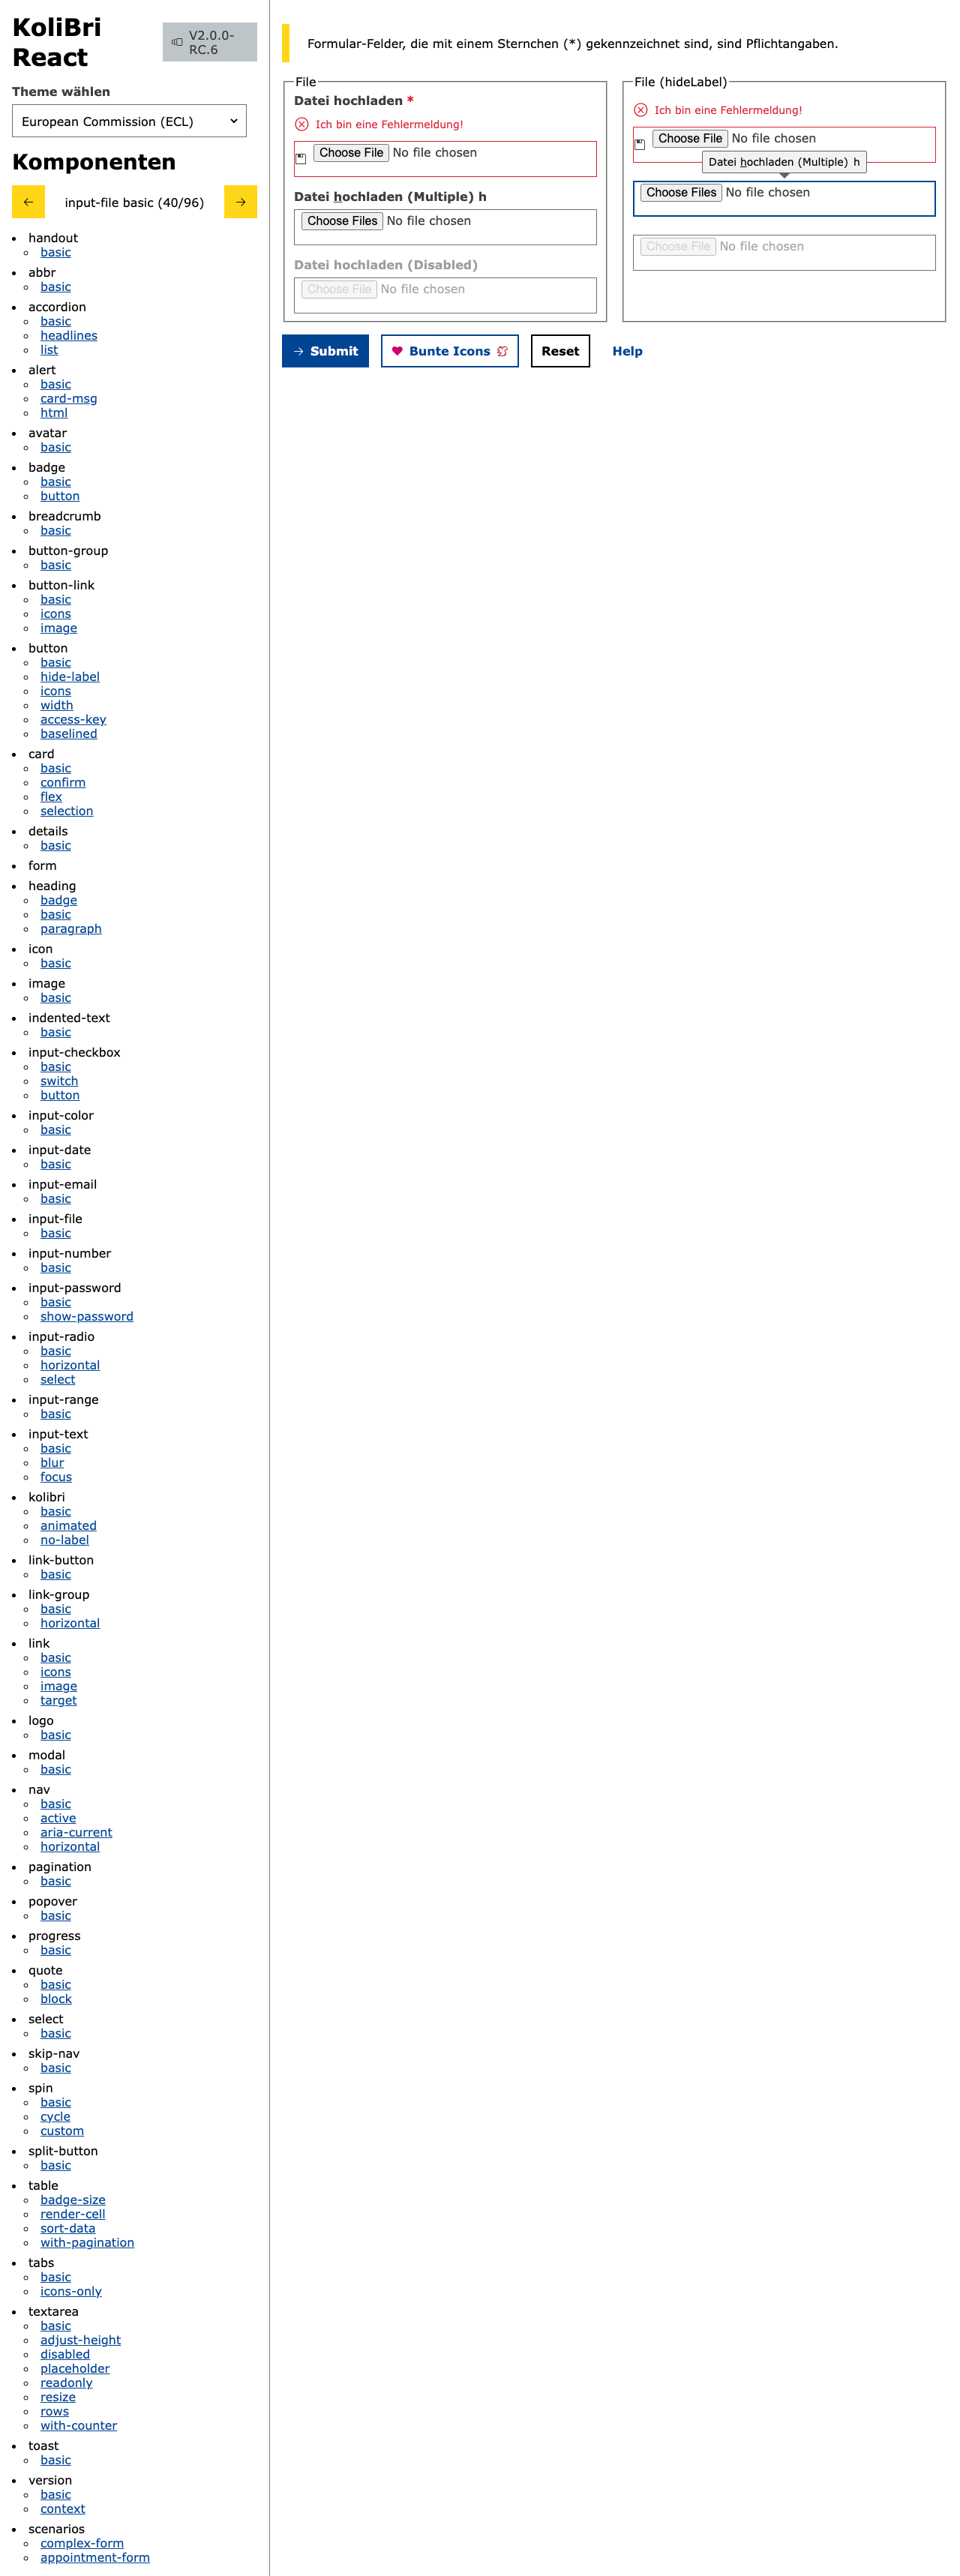 KoliBri
React
V2.0.0-
RC.6
Theme wählen
European Commission (ECL)
Komponenten
input-file basic (40/96)
handout
basic
abbr
basic
accordion
basic
headlines
list
alert
basic
card-msg
html
avatar
basic
badge
basic
button
breadcrumb
basic
button-group
basic
button-link
basic
icons
image
button
basic
hide-label
icons
width
access-key
baselined
card
basic
confirm
flex
selection
details
basic
form
heading
badge
basic
paragraph
icon
basic
image
basic
indented-text
basic
input-checkbox
basic
switch
button
input-color
basic
input-date
basic
input-email
basic
input-file
basic
input-number
basic
input-password
basic
show-password
input-radio
basic
horizontal
select
input-range
basic
input-text
basic
blur
focus
kolibri
basic
animated
no-label
link-button
basic
link-group
basic
horizontal
link
basic
icons
image
target
logo
basic
modal
basic
nav
basic
active
aria-current
horizontal
pagination
basic
popover
basic
progress
basic
quote
basic
block
select
basic
skip-nav
basic
spin
basic
cycle
custom
split-button
basic
table
badge-size
render-cell
sort-data
with-pagination
tabs
basic
icons-only
textarea
basic
adjust-height
disabled
placeholder
readonly
resize
rows
with-counter
toast
basic
version
basic
context
scenarios
complex-form
appointment-form
Formular-Felder, die mit einem Sternchen (*) gekennzeichnet sind, sind Pflichtangaben.
File
Datei hochladen *
Ich bin eine Fehlermeldung!
Choose File No file chosen
Datei hochladen (Multiple) h
Choose Files No file chosen
Datei hochladen (Disabled)
Choose File No file chosen
File (hideLabel)
Ich bin eine Fehlermeldung!
Choose File No file chosen
Datei hochladen (Multiple) h
Choose Files No file chosen
Choose File No file chosen
Submit
Bunte Icons
Reset
Help